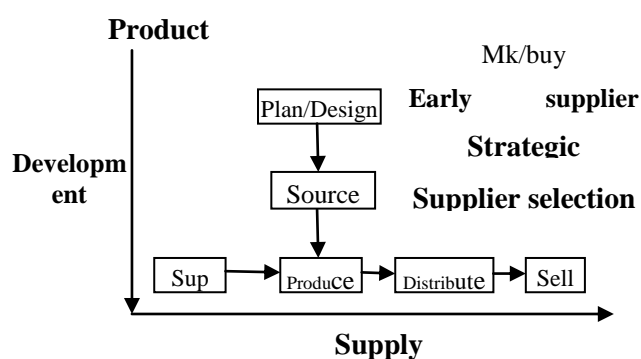 Product
Mk/buy
Plan/Design
Early supplier
Strategic
Developm
ent
Source
Supplier selection
Sup
Produce
Distribute
Sell
Supply